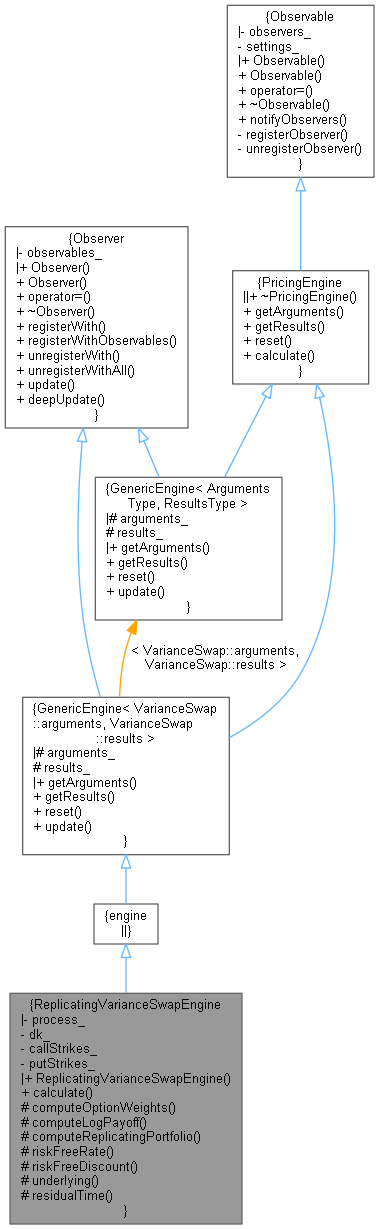 {Observable
|- observers_
- settings_
|+ Observable()
+ Observable()
+ operator=()
+ ~Observable()
+ notifyObservers()
- registerObserver()
- unregisterObserver()
}
{Observer
|- observables_
|+ Observer()
+ Observer()
+ operator=()
+ ~Observer()
+ registerWith()
+ registerWithObservables()
+ unregisterWith()
+ unregisterWithAll()
+ update()
+ deepUpdate()
}
{PricingEngine
||+ ~PricingEngine()
+ getArguments()
+ getResults()
+ reset()
+ calculate()
}
{GenericEngine< Arguments
Type, ResultsType >
|# arguments_
# results_
|+ getArguments()
+ getResults()
+ reset()
+ update()
}
< VarianceSwap::arguments,
VarianceSwap::results >
{GenericEngine< VarianceSwap
::arguments, VarianceSwap
::results >
|# arguments_
# results_
|+ getArguments()
+ getResults()
+ reset()
+ update()
}
{engine
||}
{ReplicatingVarianceSwapEngine
|- process_
- dk_
- callStrikes_
- putStrikes_
|+ ReplicatingVarianceSwapEngine()
+ calculate()
# computeOptionWeights()
# computeLogPayoff()
# computeReplicatingPortfolio()
# riskFreeRate()
# riskFreeDiscount()
# underlying()
# residualTime()
}